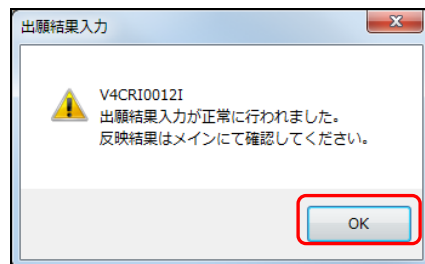 出願結果入力
V4CRI0012I
出願結果入力が正常に行われました。
反映結果はメインにて確認してください。
OK